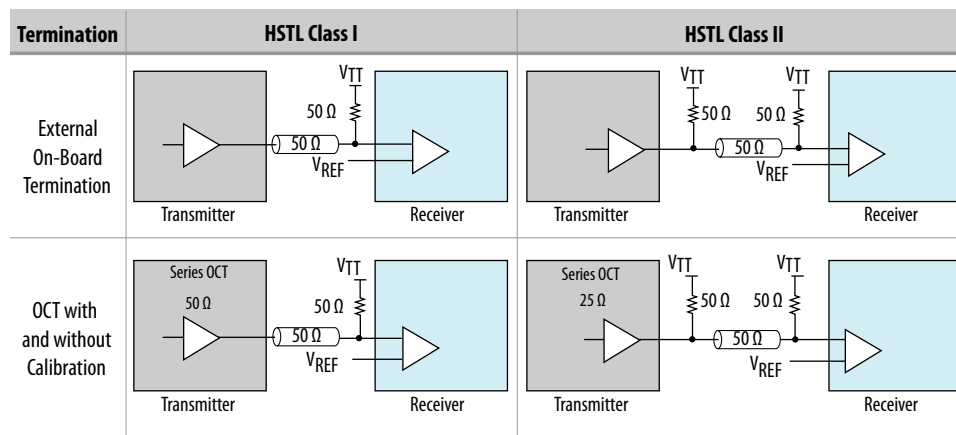 Termination HSTL Class I HSTL Class II
External
On-Board
Termination
VTT
50 Ω
50 Ω
VREF
Transmitter Receiver
VTT VTT
50 Ω 50 Ω
50 Ω
VREF
Transmitter Receiver
OCT with
and without
Calibration
Series OCT
50 Ω
VTT
50 Ω
50 Ω
VREF
Transmitter Receiver
Series OCT
25 Ω
VTT VTT
50 Ω 50 Ω
50 Ω
VREF
Transmitter Receiver